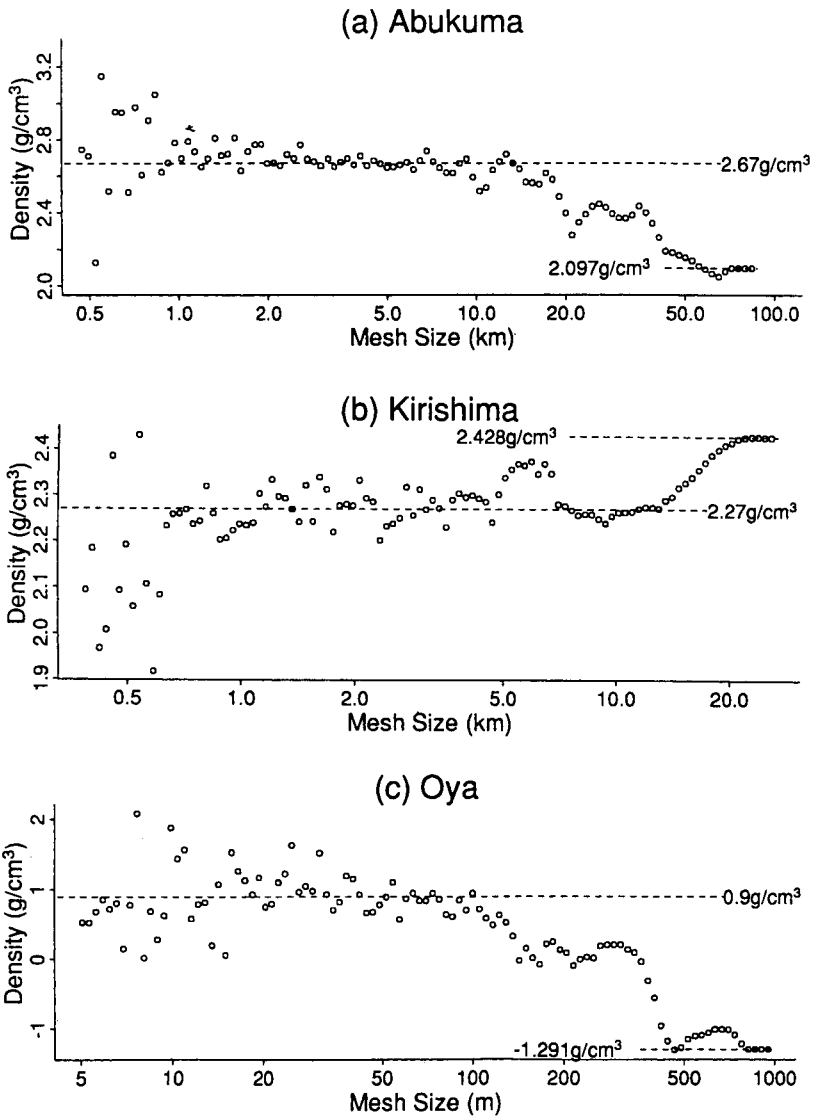 (a) Abukuma
Density (g/cm³)
3.2
2.8
2.4
2.0
2.67g/cm³
2.097g/cm³
0.5 1.0 2.0 5.0 10.0 20.0 50.0 100.0
Mesh Size (km)
(b) Kirishima
Density (g/cm³)
2.4
2.3
2.2
2.1
2.0
1.9
2.428g/cm³
2.27g/cm³
0.5 1.0 2.0 5.0 10.0 20.0
Mesh Size (km)
(c) Oya
Density (g/cm³)
2
1
0
-1
0.9g/cm³
-1.291g/cm³
5 10 20 50 100 200 500 1000
Mesh Size (m)